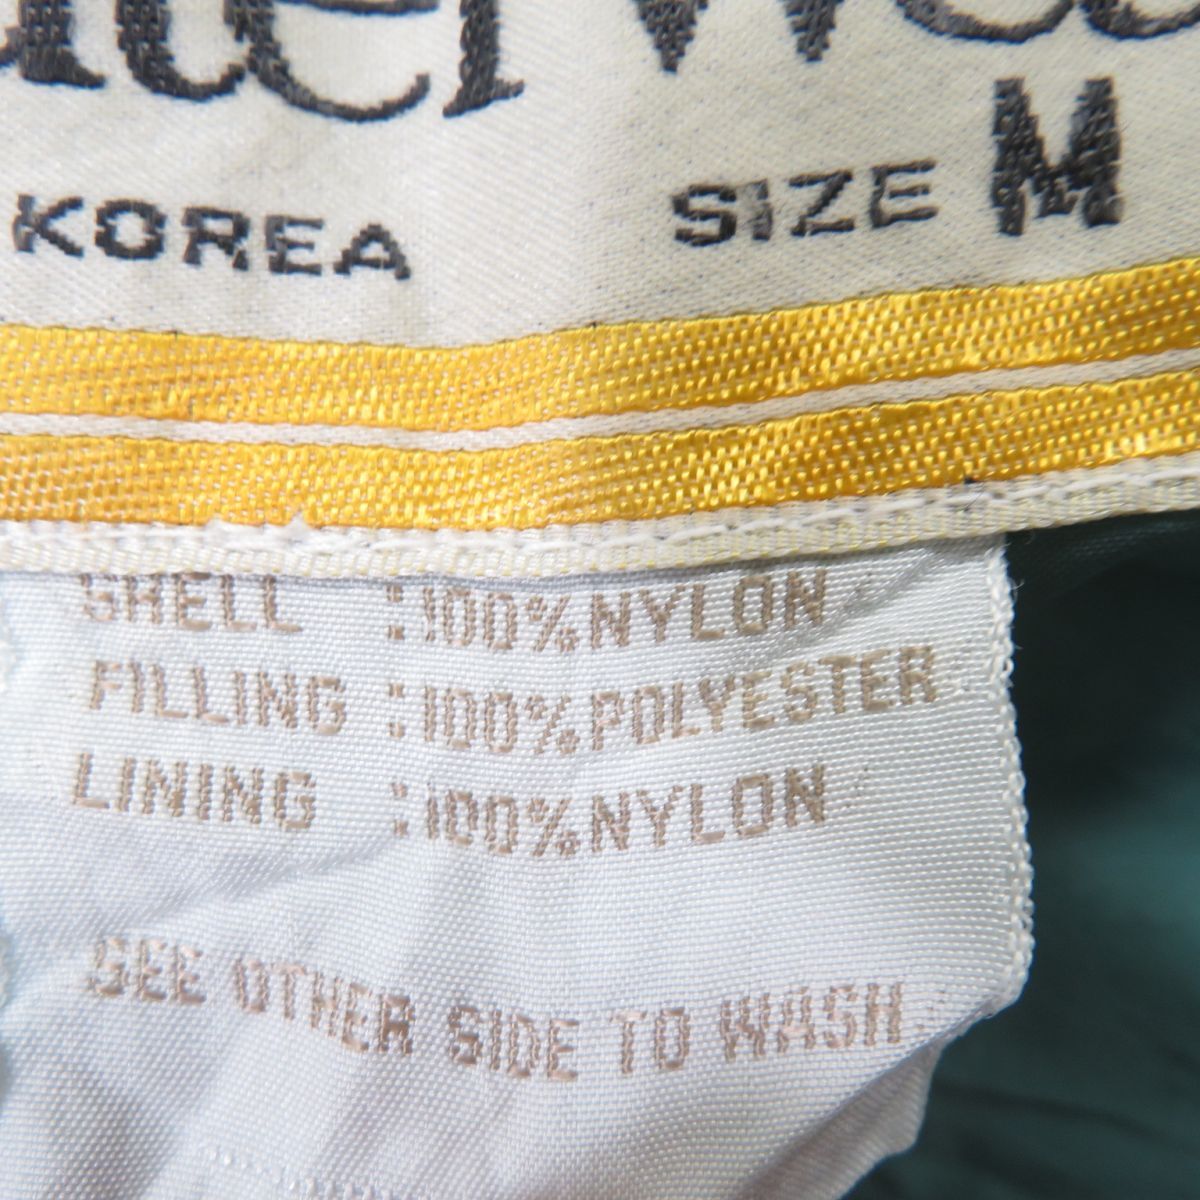 KOREA SIZE M
SHELL :100%NYLON
FILLING :100%POLYESTER
LINING :100%NYLON
SEE OTHER SIDE TO WASH